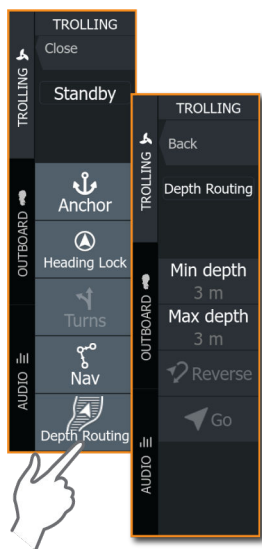 TROLLING
Close
TROLLING
Standby
OUTBOARD
AUDIO
Anchor
Heading Lock
Turns
Nav
Depth Routing
TROLLING
Back
TROLLING
Depth Routing
OUTBOARD
AUDIO
Min depth
3 m
Max depth
3 m
Reverse
Go